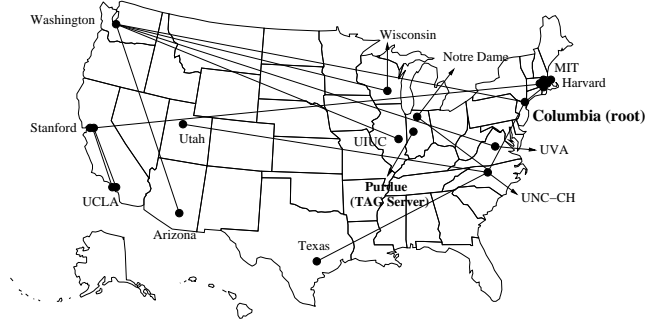 Washington
Wisconsin
Notre Dame
MIT
Harvard
Columbia (root)
Stanford
Utah
UIUC
UVA
Purdue
(TAG Server)
UCLA
UNC–CH
Arizona
Texas